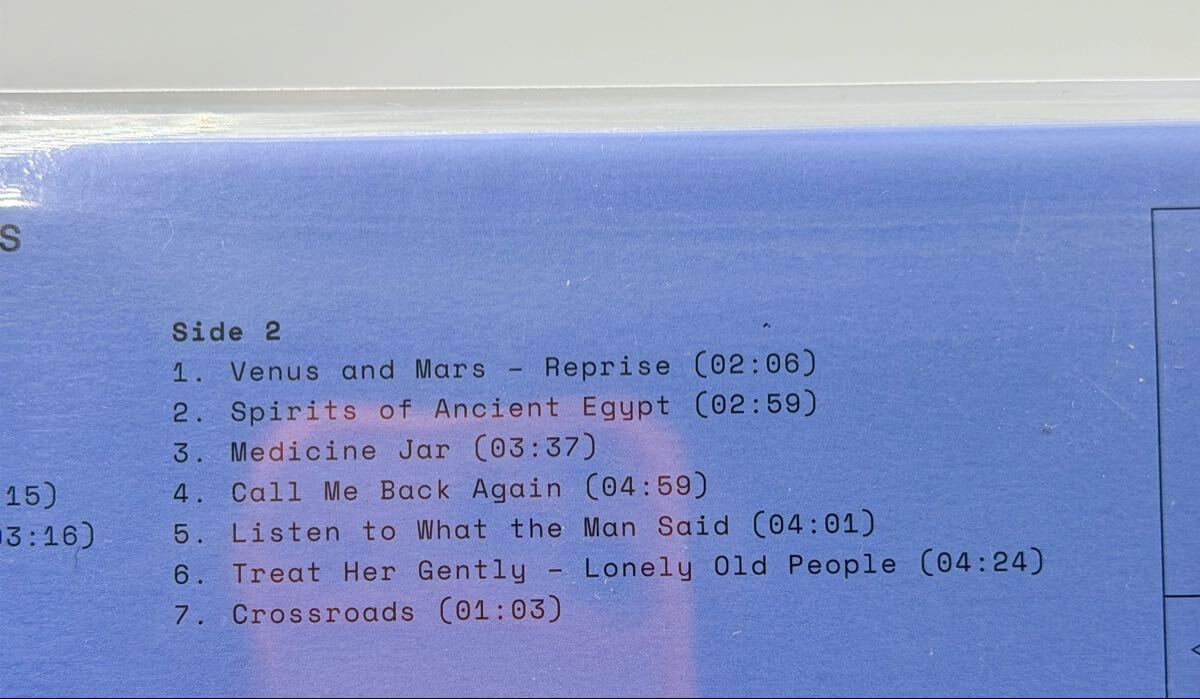 S
Side 2
1. Venus and Mars – Reprise (02:06)
2. Spirits of Ancient Egypt (02:59)
3. Medicine Jar (03:37)
4. Call Me Back Again (04:59)
:15)
5. Listen to What the Man Said (04:01)
03:16)
6. Treat Her Gently – Lonely Old People (04:24)
7. Crossroads (01:03)